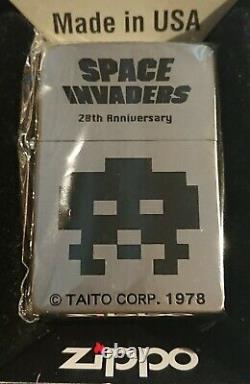 Made in USA
SPACE
INVADERS
28th Anniversary
© TAITO CORP. 1978
zippo